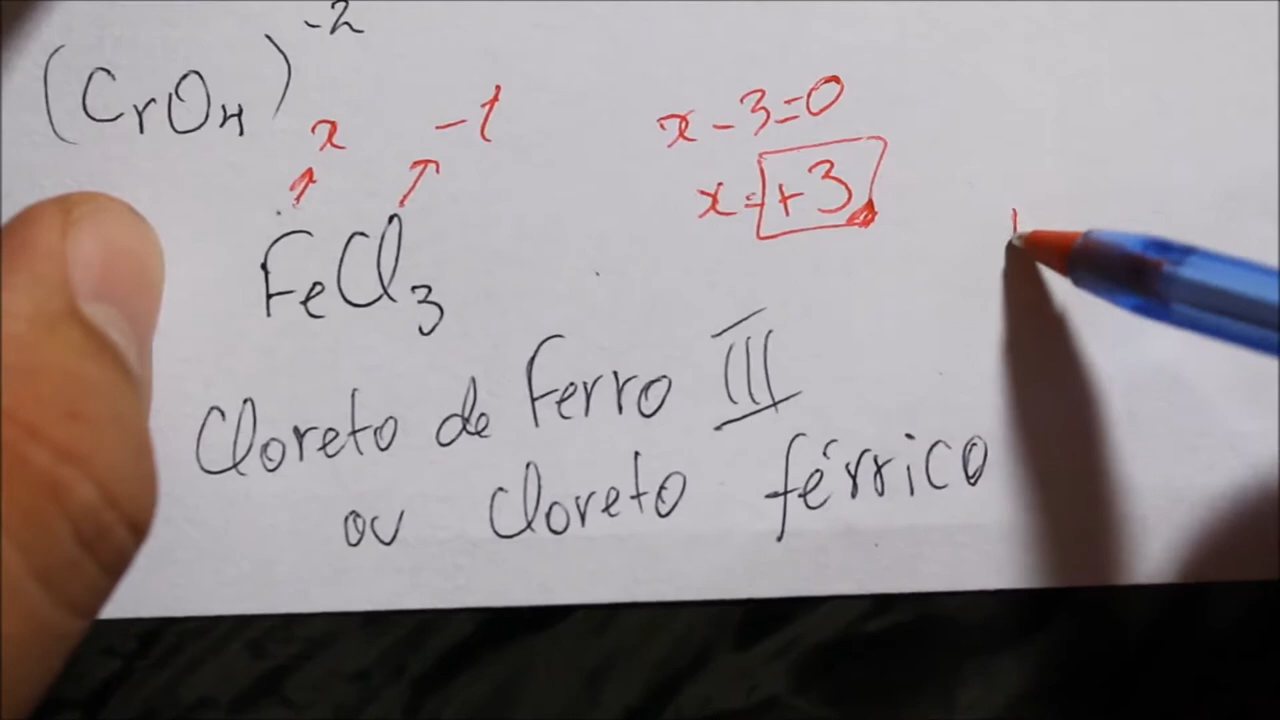 (CrO4)-2
x -1
x - 3 = 0
x = +3
FeCl3
Cloreto de Ferro III
ou cloreto férrico